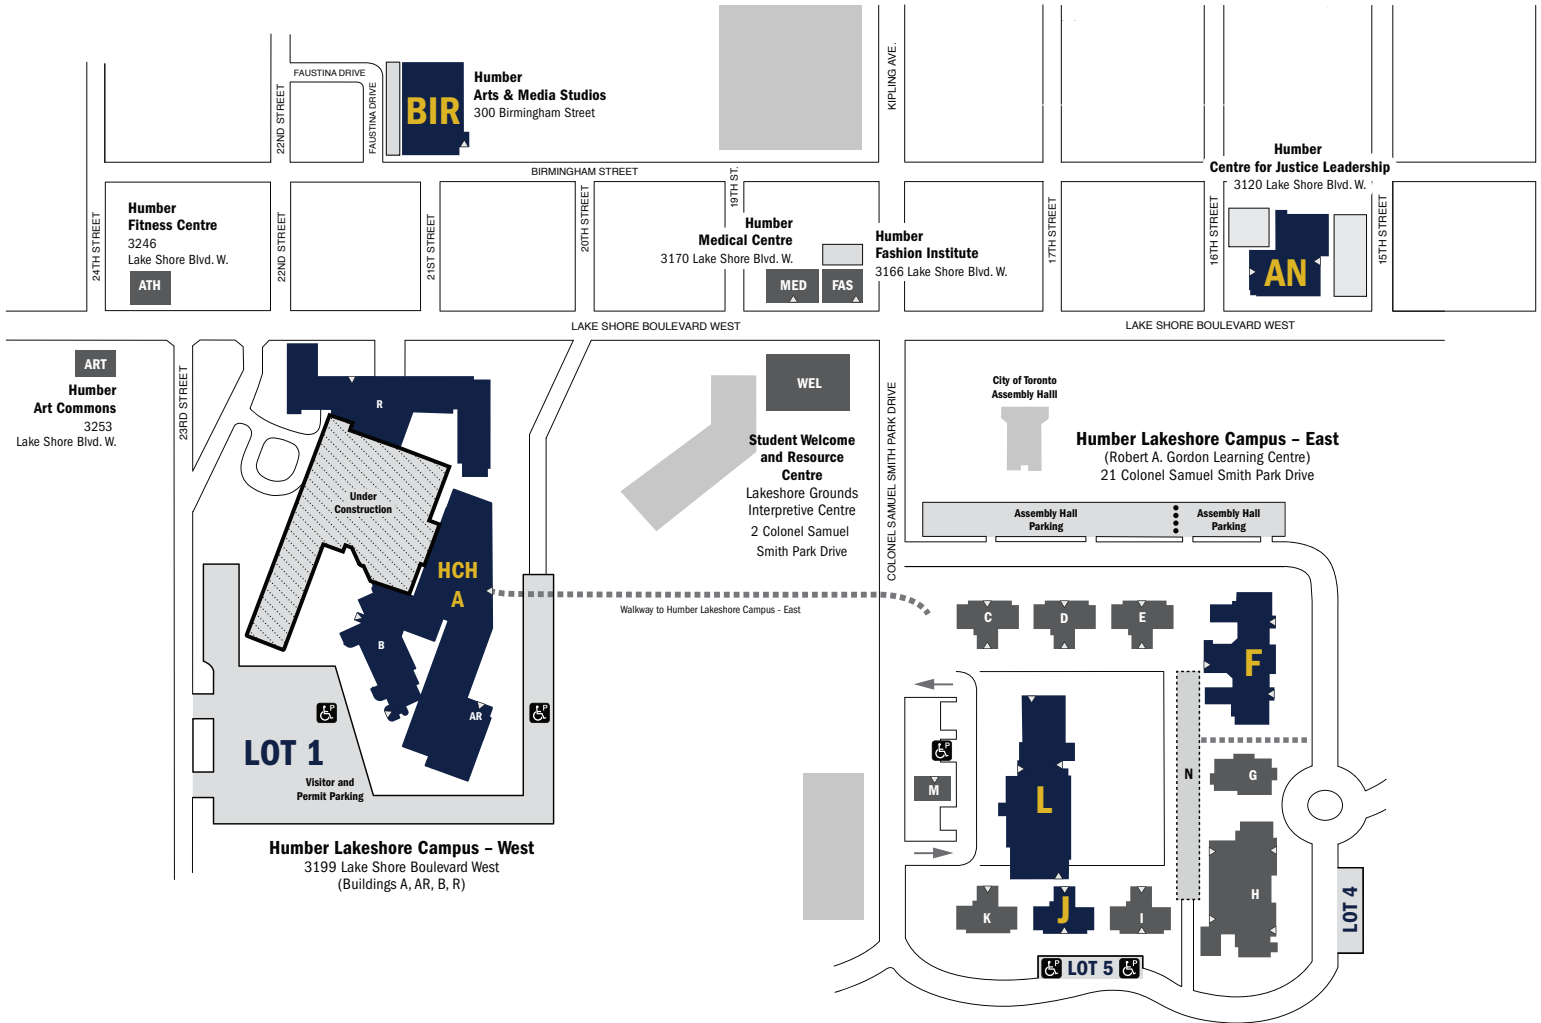 FAUSTINA DRIVE
22ND STREET
FAUSTINA DRIVE
BIR
Humber
Arts & Media Studios
300 Birmingham Street
KIPLING AVE.
BIRMINGHAM STREET
Humber
Centre for Justice Leadership
3120 Lake Shore Blvd. W.
24TH STREET
Humber
Fitness Centre
3246
Lake Shore Blvd. W.
ATH
22ND STREET
21ST STREET
20TH STREET
19TH ST.
Humber
Medical Centre
3170 Lake Shore Blvd. W.
MED
FAS
Humber
Fashion Institute
3166 Lake Shore Blvd. W.
17TH STREET
16TH STREET
AN
15TH STREET
LAKE SHORE BOULEVARD WEST
LAKE SHORE BOULEVARD WEST
ART
Humber
Art Commons
3253
Lake Shore Blvd. W.
23RD STREET
R
Under
Construction
HCH
A
B
AR
P
P
LOT 1
Visitor and
Permit Parking
Humber Lakeshore Campus – West
3199 Lake Shore Boulevard West
(Buildings A, AR, B, R)
WEL
Student Welcome
and Resource
Centre
Lakeshore Grounds
Interpretive Centre
2 Colonel Samuel
Smith Park Drive
Walkway to Humber Lakeshore Campus - East
COLONEL SAMUEL SMITH PARK DRIVE
City of Toronto
Assembly Halll
Humber Lakeshore Campus – East
(Robert A. Gordon Learning Centre)
21 Colonel Samuel Smith Park Drive
Assembly Hall
Parking
Assembly Hall
Parking
C
D
E
F
P
M
L
N
G
H
K
J
I
LOT 4
P
LOT 5
P